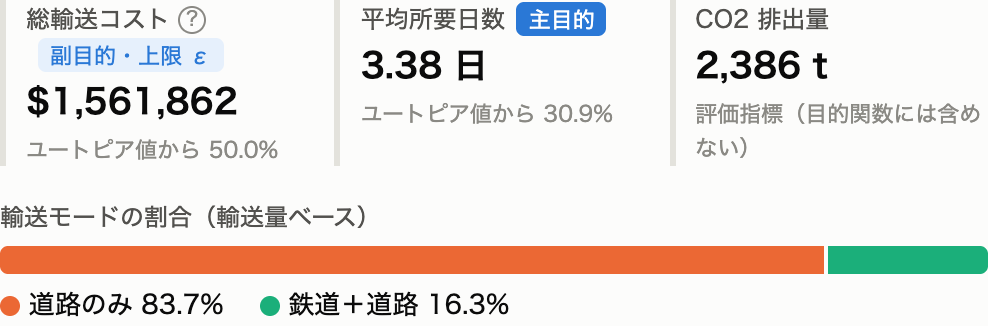 総輸送コスト ?
副目的・上限 ε
$1,561,862
ユートピア値から 50.0%
平均所要日数 主目的
3.38 日
ユートピア値から 30.9%
CO2 排出量
2,386 t
評価指標（目的関数には含め
ない）
輸送モードの割合（輸送量ベース）
道路のみ 83.7% 鉄道＋道路 16.3%